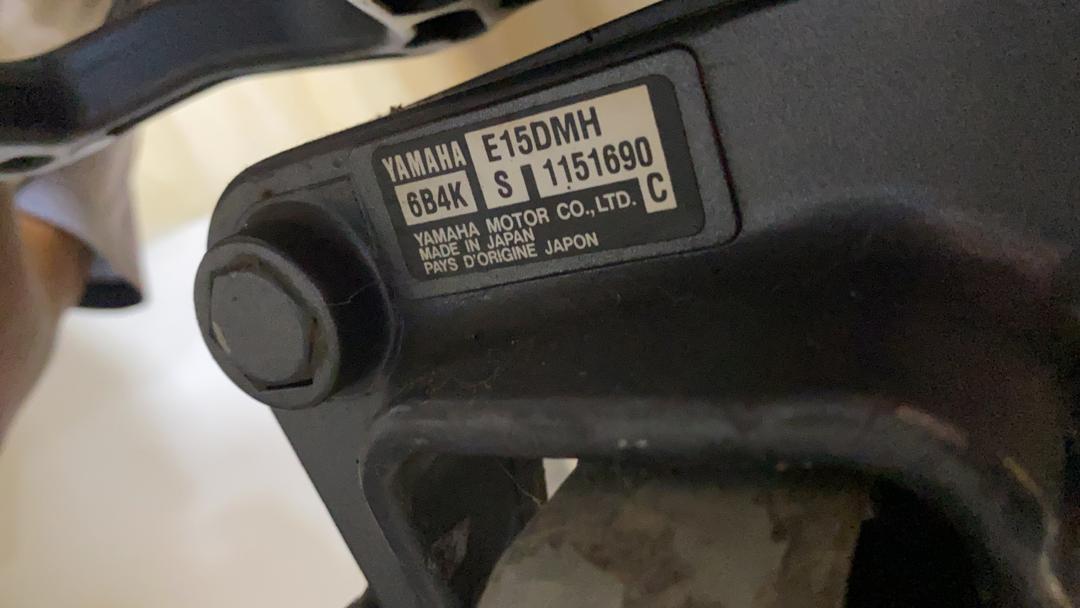 YAMAHA E15DMH
6B4K S 1151690
C
YAMAHA MOTOR CO.,LTD.
MADE IN JAPAN
PAYS D'ORIGINE JAPON